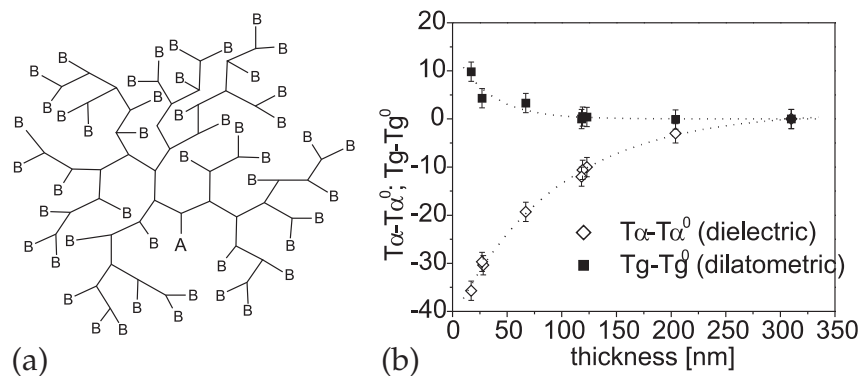 B B B B B
B B B
B B B B
B B B
B B B B
B B B
B B B B
B B B B
B B B B
B B B B
B B A B
B B B B
B B B B
B B
(a)
20
10
0
-10
-20
-30
-40
Tα-Tα⁰; Tg-Tg⁰
Tα-Tα⁰ (dielectric)
Tg-Tg⁰ (dilatometric)
0 50 100 150 200 250 300 350
thickness [nm]
(b)